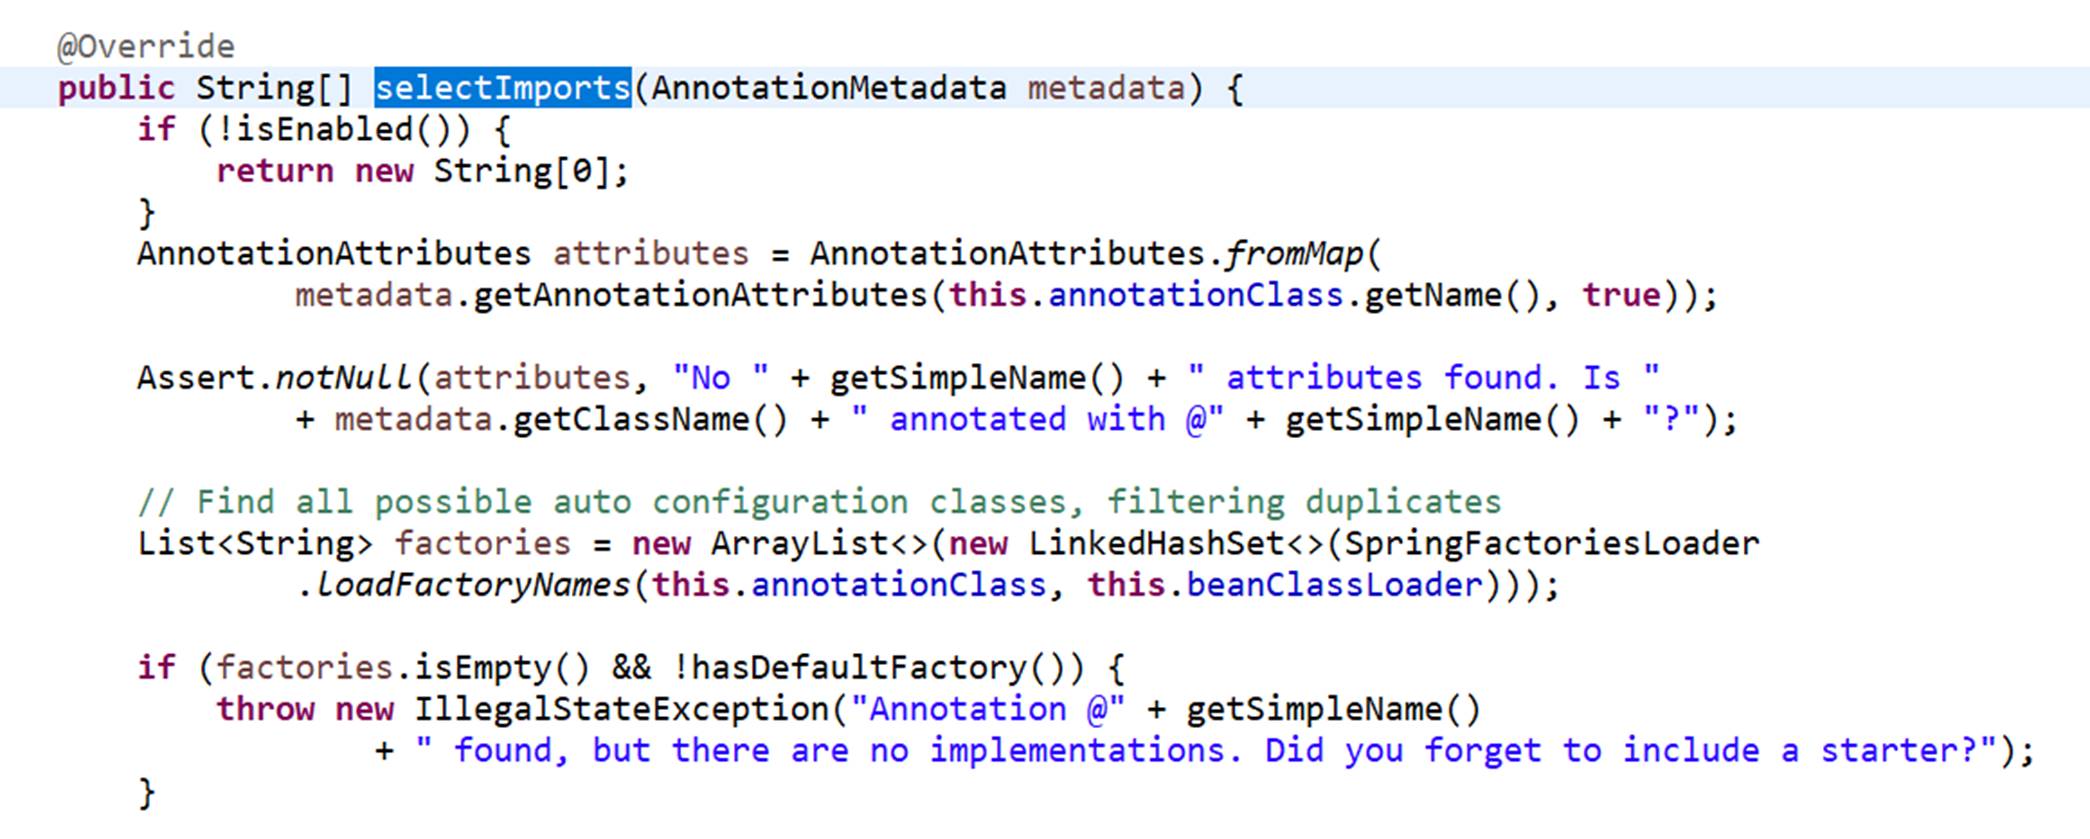 @Override
public String[] selectImports(AnnotationMetadata metadata) {
    if (!isEnabled()) {
        return new String[0];
    }
    AnnotationAttributes attributes = AnnotationAttributes.fromMap(
            metadata.getAnnotationAttributes(this.annotationClass.getName(), true));

    Assert.notNull(attributes, "No " + getSimpleName() + " attributes found. Is "
            + metadata.getClassName() + " annotated with @" + getSimpleName() + "?");

    // Find all possible auto configuration classes, filtering duplicates
    List<String> factories = new ArrayList<>(new LinkedHashSet<>(SpringFactoriesLoader
            .loadFactoryNames(this.annotationClass, this.beanClassLoader)));

    if (factories.isEmpty() && !hasDefaultFactory()) {
        throw new IllegalStateException("Annotation @" + getSimpleName()
                + " found, but there are no implementations. Did you forget to include a starter?");
    }